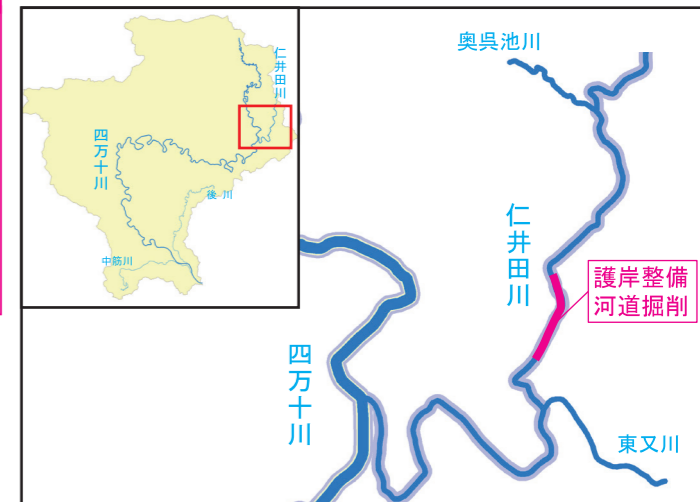 仁井田川
四万十川
後川
中筋川
奥呉池川
仁井田川
護岸整備
河道掘削
四万十川
東又川